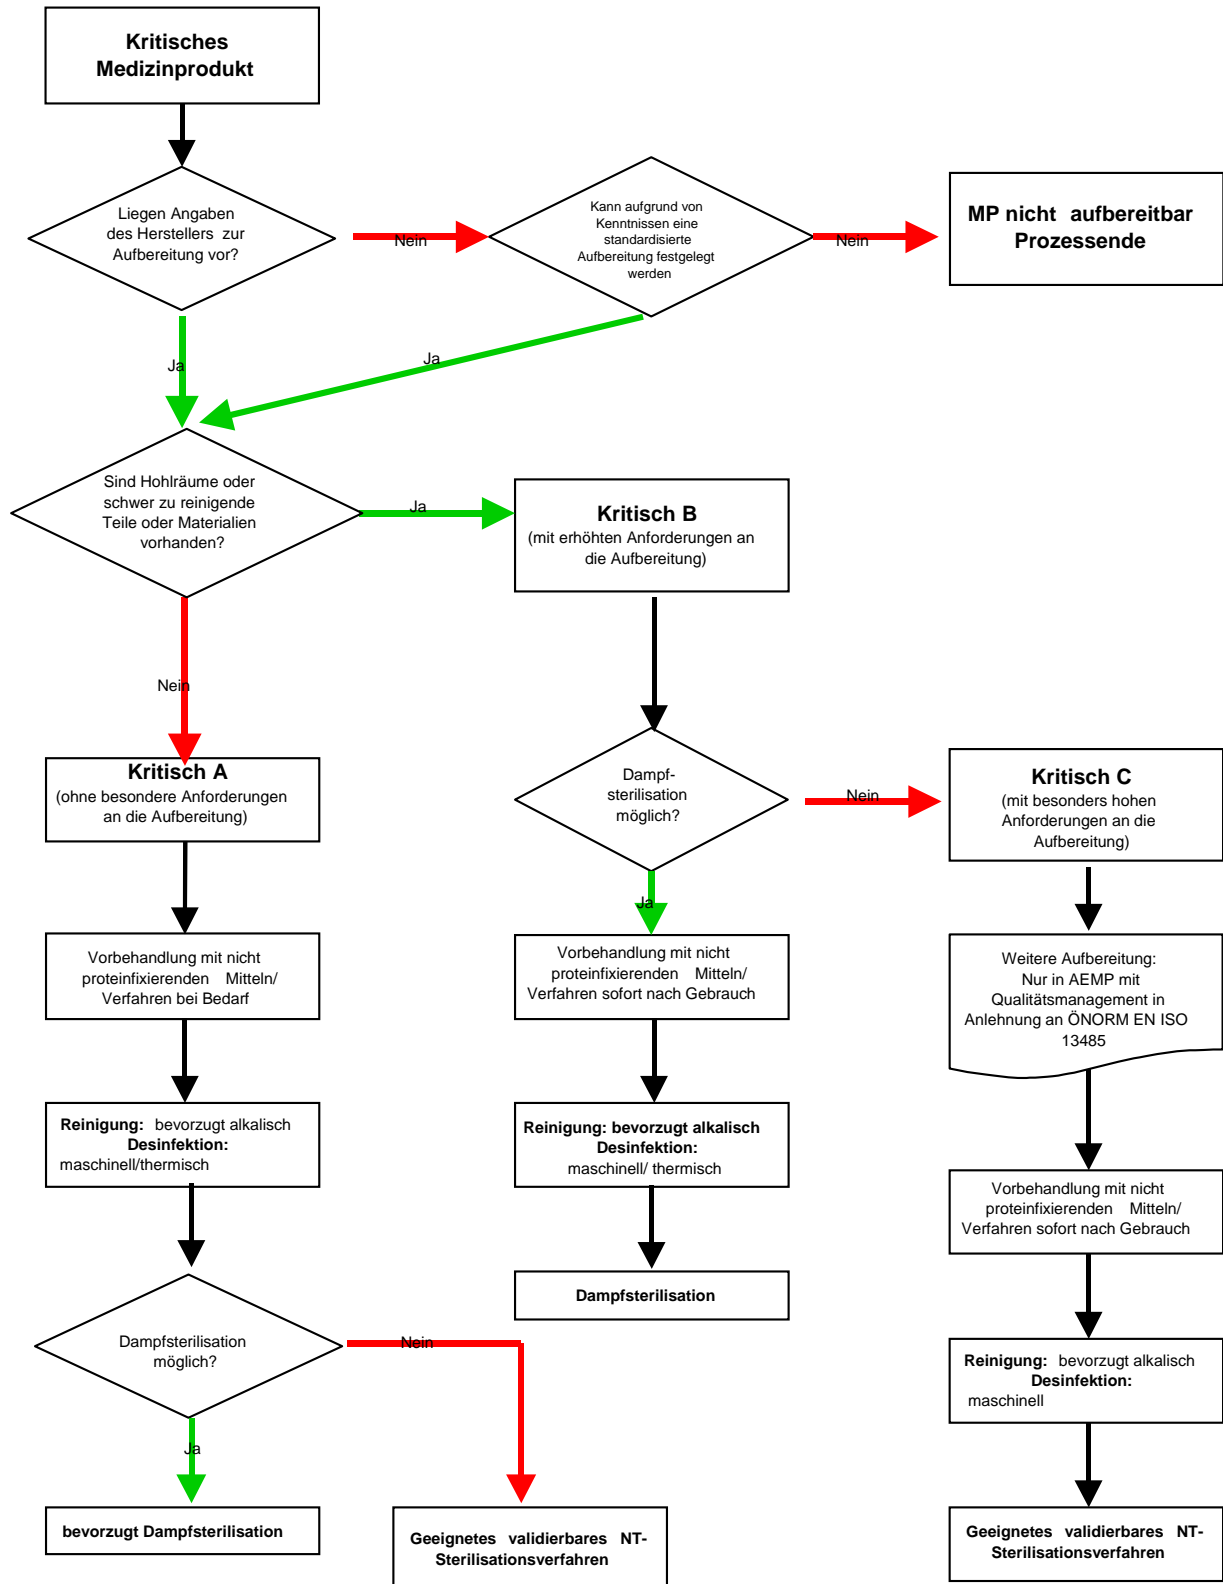 Kritisches
Medizinprodukt
Liegen Angaben
des Herstellers zur
Aufbereitung vor?
Nein
Kann aufgrund von
Kenntnissen eine
standardisierte
Aufbereitung festgelegt
werden
Nein
MP nicht aufbereitbar
Prozessende
Ja
Ja
Sind Hohlräume oder
schwer zu reinigende
Teile oder Materialien
vorhanden?
Ja
Kritisch B
(mit erhöhten Anforderungen an
die Aufbereitung)
Nein
Kritisch A
(ohne besondere Anforderungen
an die Aufbereitung)
Dampf-
sterilisation
möglich?
Nein
Kritisch C
(mit besonders hohen
Anforderungen an die
Aufbereitung)
Ja
Vorbehandlung mit nicht
proteinfixierenden Mitteln/
Verfahren bei Bedarf
Vorbehandlung mit nicht
proteinfixierenden Mitteln/
Verfahren sofort nach Gebrauch
Weitere Aufbereitung:
Nur in AEMP mit
Qualitätsmanagement in
Anlehnung an ÖNORM EN ISO
13485
Reinigung: bevorzugt alkalisch
Desinfektion:
maschinell/thermisch
Reinigung: bevorzugt alkalisch
Desinfektion:
maschinell/ thermisch
Vorbehandlung mit nicht
proteinfixierenden Mitteln/
Verfahren sofort nach Gebrauch
Dampfsterilisation
möglich?
Nein
Dampfsterilisation
Reinigung: bevorzugt alkalisch
Desinfektion:
maschinell
Ja
bevorzugt Dampfsterilisation
Geeignetes validierbares NT-
Sterilisationsverfahren
Geeignetes validierbares NT-
Sterilisationsverfahren